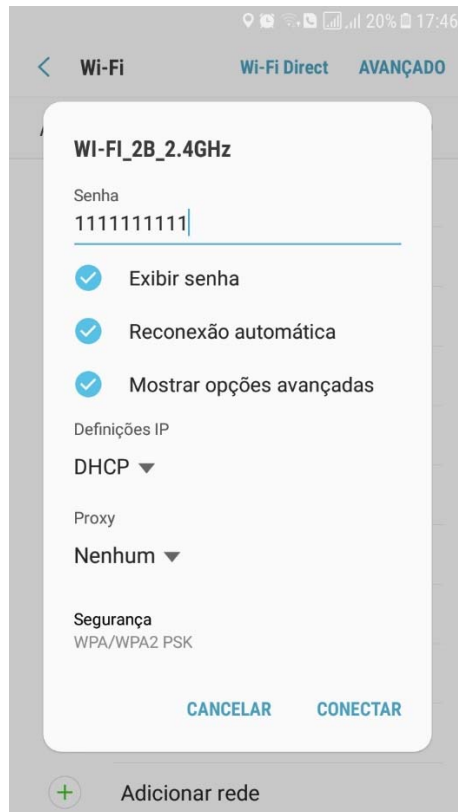 20% 17:46
Wi-Fi Wi-Fi Direct AVANÇADO
WI-FI_2B_2.4GHz
Senha
1111111111
Exibir senha
Reconexão automática
Mostrar opções avançadas
Definições IP
DHCP
Proxy
Nenhum
Segurança
WPA/WPA2 PSK
CANCELAR CONECTAR
Adicionar rede